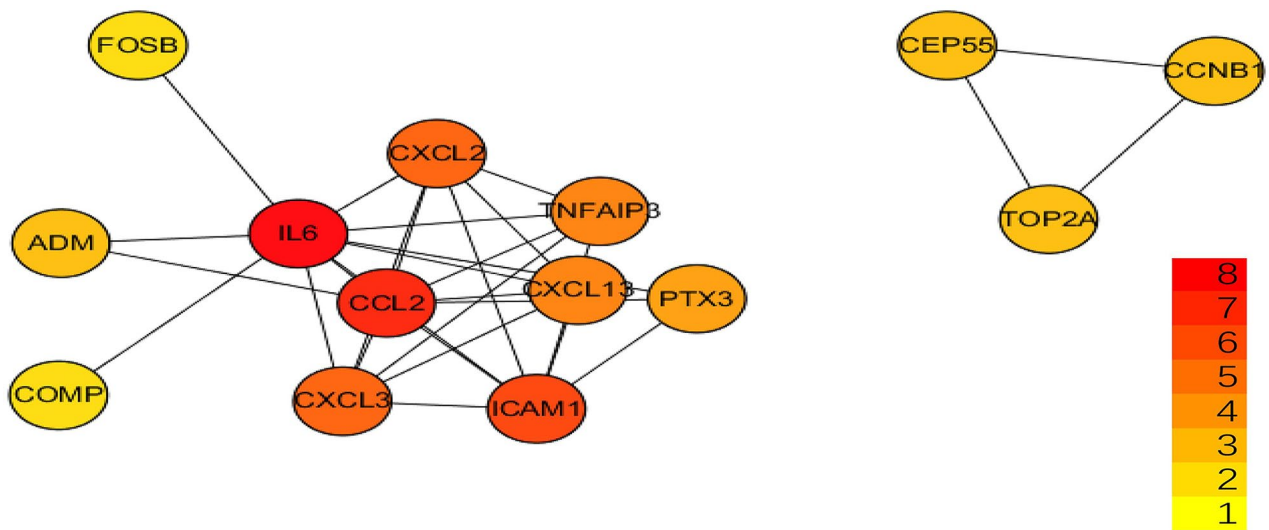 FOSB
CEP55
CCNB1
CXCL2
TNFAIP3
TOP2A
IL6
ADM
CXCL13
PTX3
CCL2
COMP
CXCL3
ICAM1
8
7
6
5
4
3
2
1